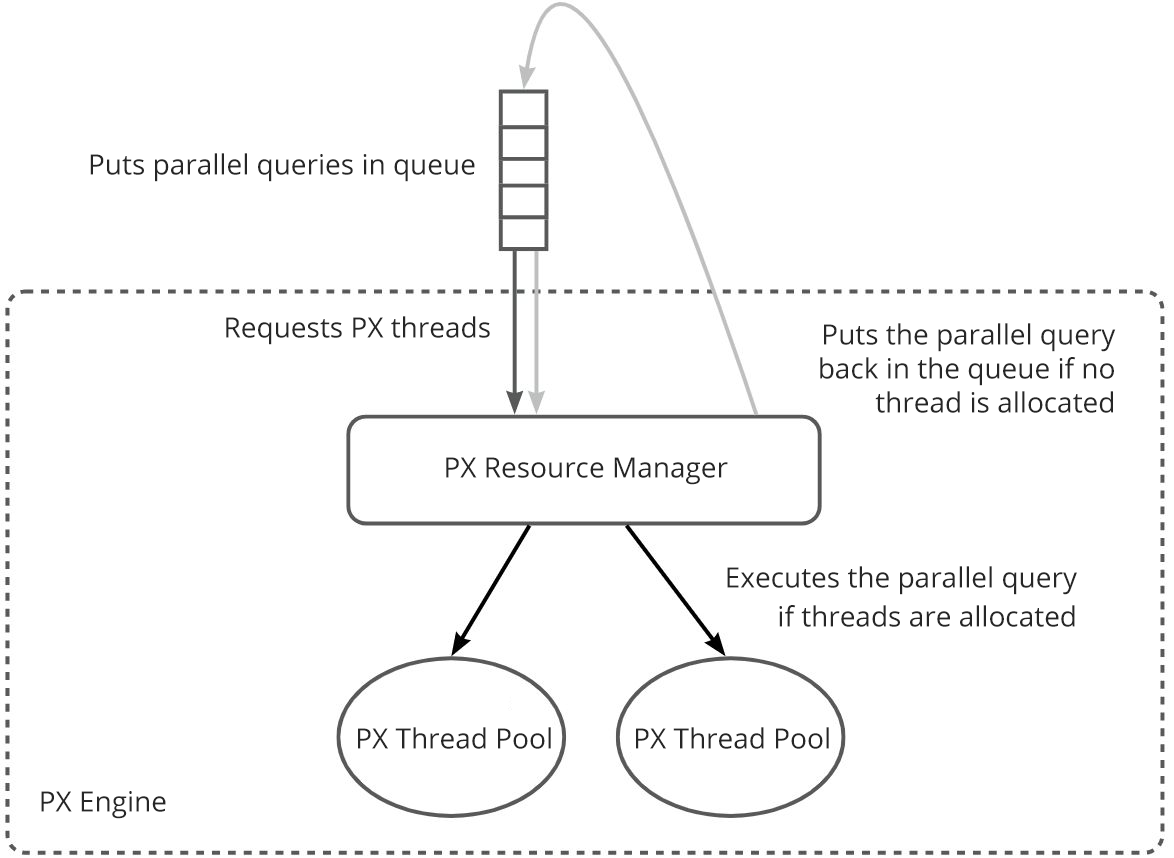 Puts parallel queries in queue
Requests PX threads
Puts the parallel query
back in the queue if no
thread is allocated
PX Resource Manager
Executes the parallel query
if threads are allocated
PX Thread Pool
PX Thread Pool
PX Engine